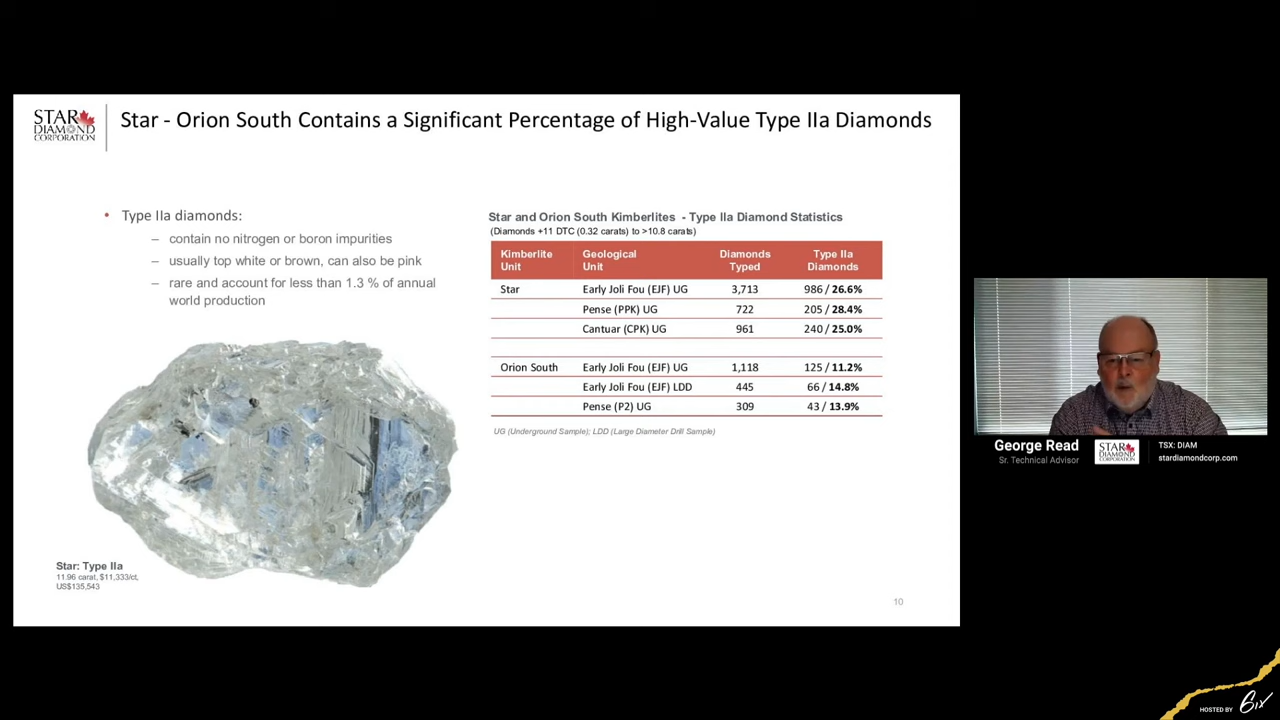 STAR
DIAMOND
CORPORATION
Star - Orion South Contains a Significant Percentage of High-Value Type IIa Diamonds
• Type IIa diamonds:
– contain no nitrogen or boron impurities
– usually top white or brown, can also be pink
– rare and account for less than 1.3 % of annual
world production
Star and Orion South Kimberlites - Type IIa Diamond Statistics
(Diamonds +11 DTC (0.32 carats) to >10.8 carats)
Kimberlite Unit Geological Unit Diamonds Typed Type IIa Diamonds
Star Early Joli Fou (EJF) UG 3,713 986 / 26.6%
Pense (PPK) UG 722 205 / 28.4%
Cantuar (CPK) UG 961 240 / 25.0%
Orion South Early Joli Fou (EJF) UG 1,118 125 / 11.2%
Early Joli Fou (EJF) LDD 445 66 / 14.8%
Pense (P2) UG 309 43 / 13.9%
UG (Underground Sample); LDD (Large Diameter Drill Sample)
Star: Type IIa
11.96 carat, $11,333/ct,
US$135,543
10
George Read
Sr. Technical Advisor
STAR
DIAMOND
CORPORATION
TSX: DIAM
stardiamondcorp.com
HOSTED BY 6ix